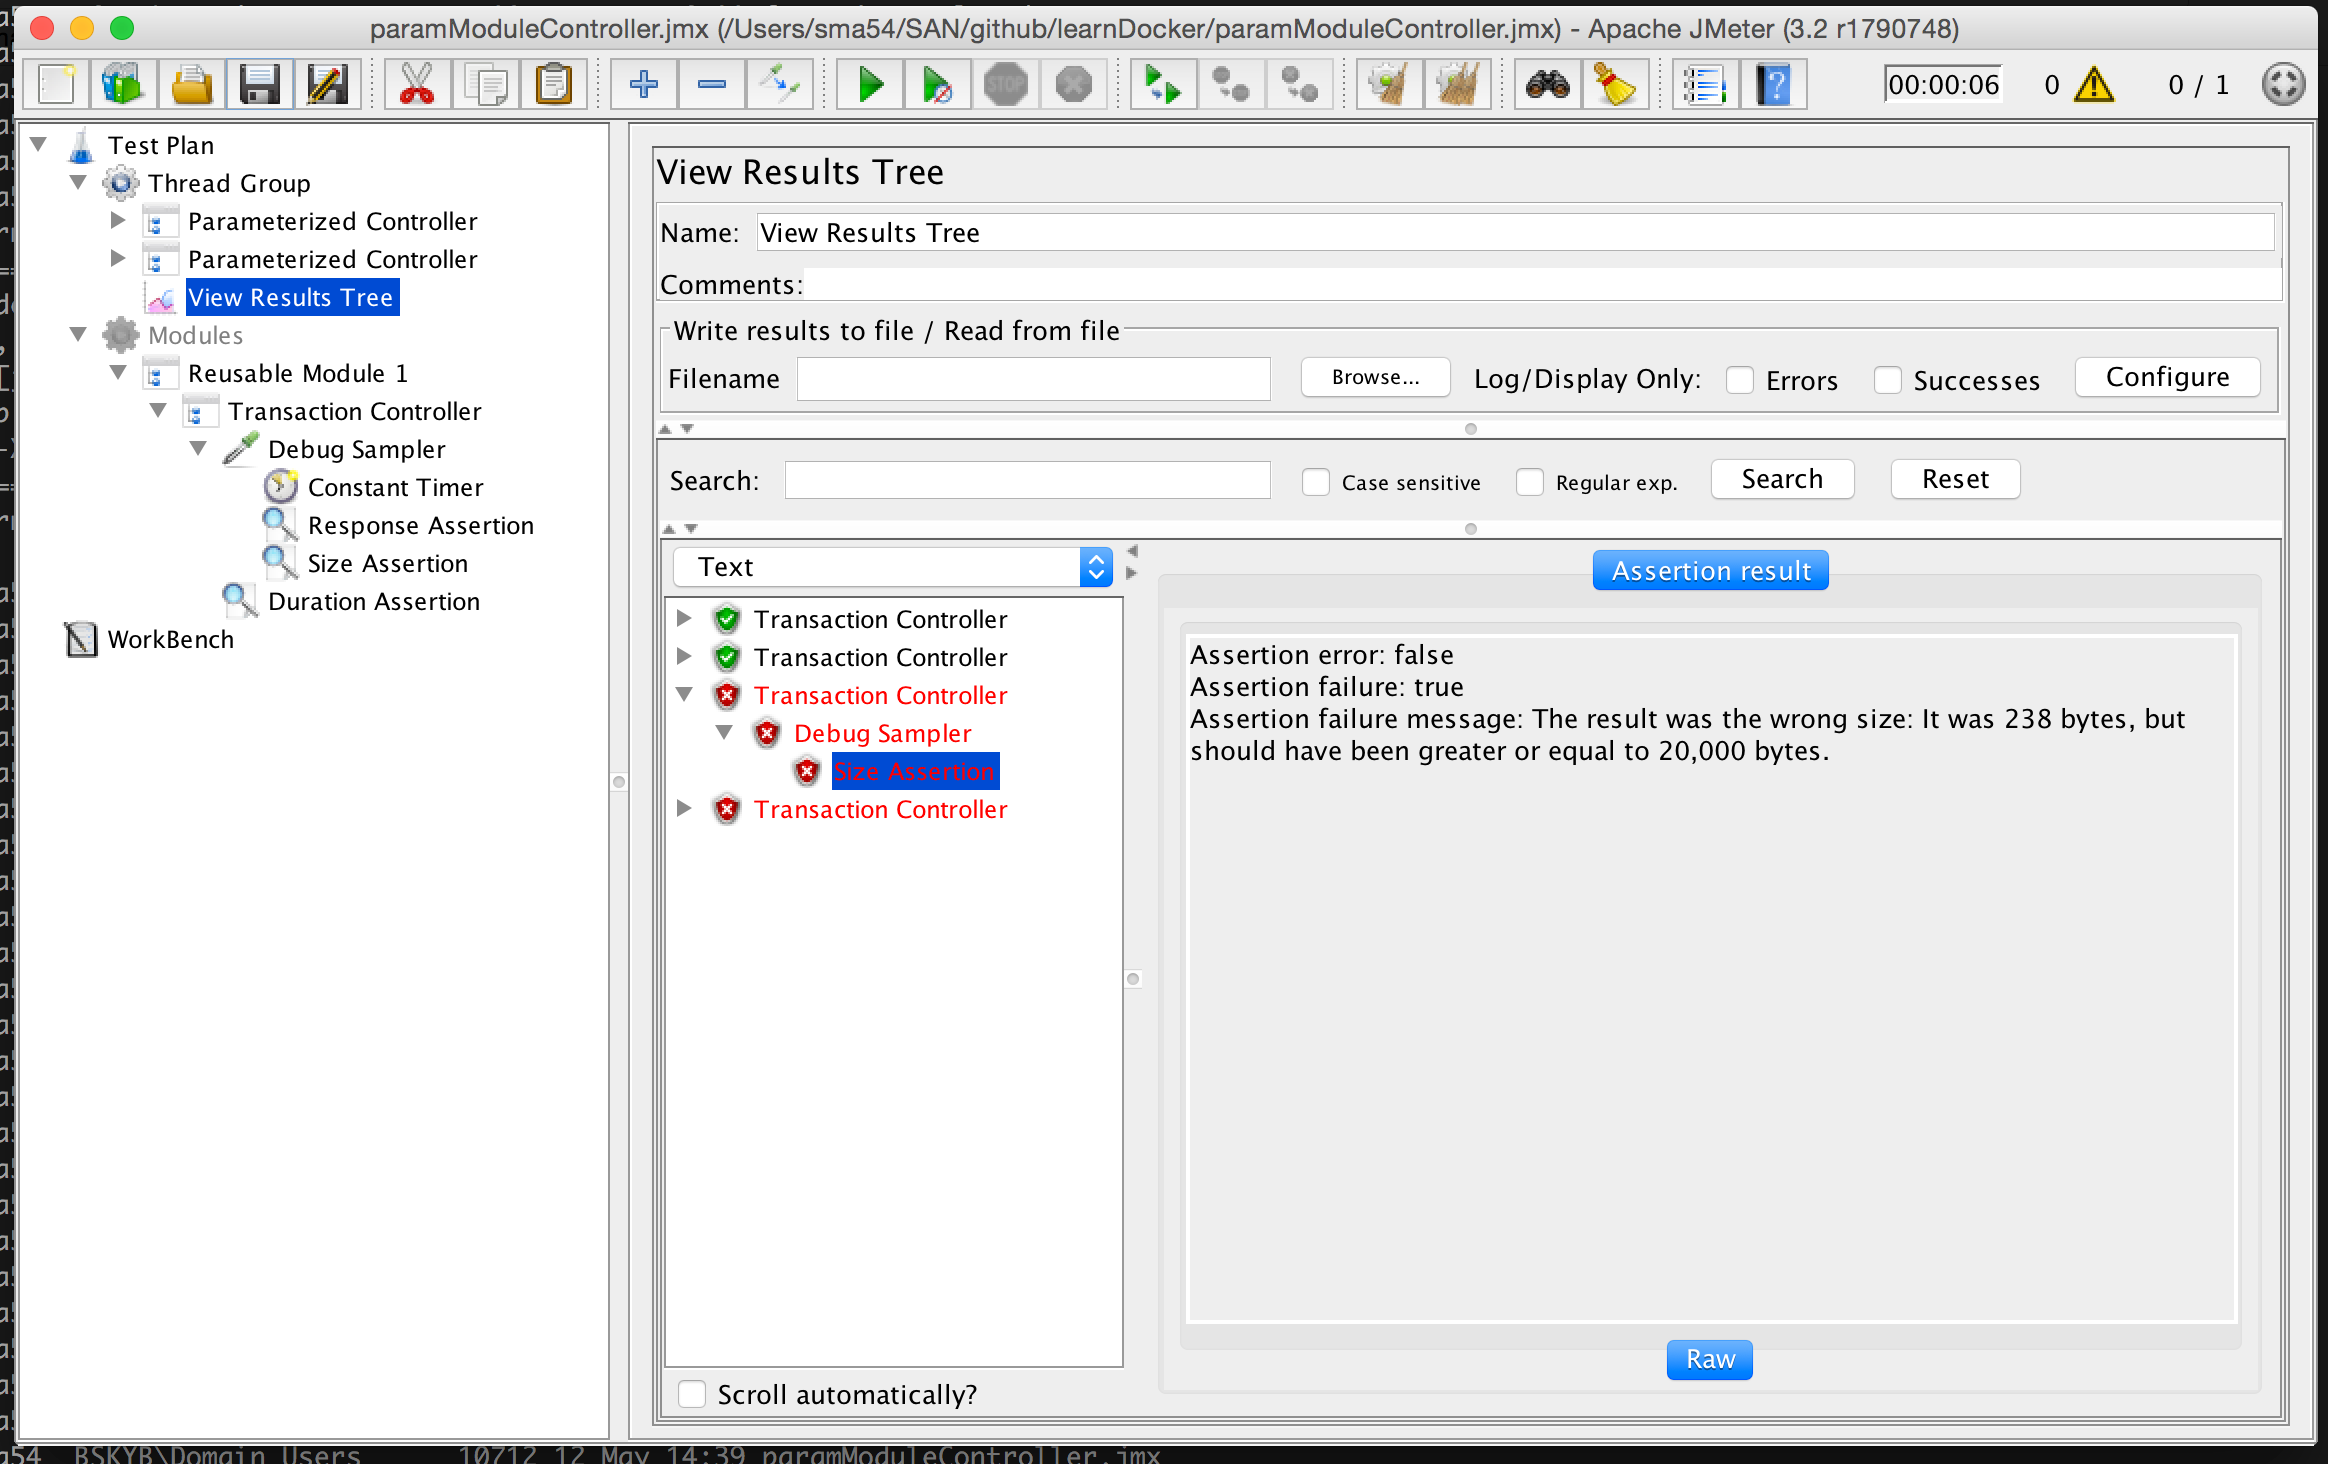 paramModuleController.jmx (/Users/sma54/SAN/github/learnDocker/paramModuleController.jmx) - Apache JMeter (3.2 r1790748)
STOP
00:00:06 0 0 / 1
Test Plan
Thread Group
Parameterized Controller
Parameterized Controller
View Results Tree
Modules
Reusable Module 1
Transaction Controller
Debug Sampler
Constant Timer
Response Assertion
Size Assertion
Duration Assertion
WorkBench
View Results Tree
Name: View Results Tree
Comments:
Write results to file / Read from file
Filename Browse... Log/Display Only: Errors Successes Configure
Search: Case sensitive Regular exp. Search Reset
Text
Transaction Controller
Transaction Controller
Transaction Controller
Debug Sampler
Size Assertion
Transaction Controller
Scroll automatically?
Assertion result
Assertion error: false
Assertion failure: true
Assertion failure message: The result was the wrong size: It was 238 bytes, but
should have been greater or equal to 20,000 bytes.
Raw
a54 BSKYB\Domain Users 10712 12 May 14:39 paramModuleController.jmx